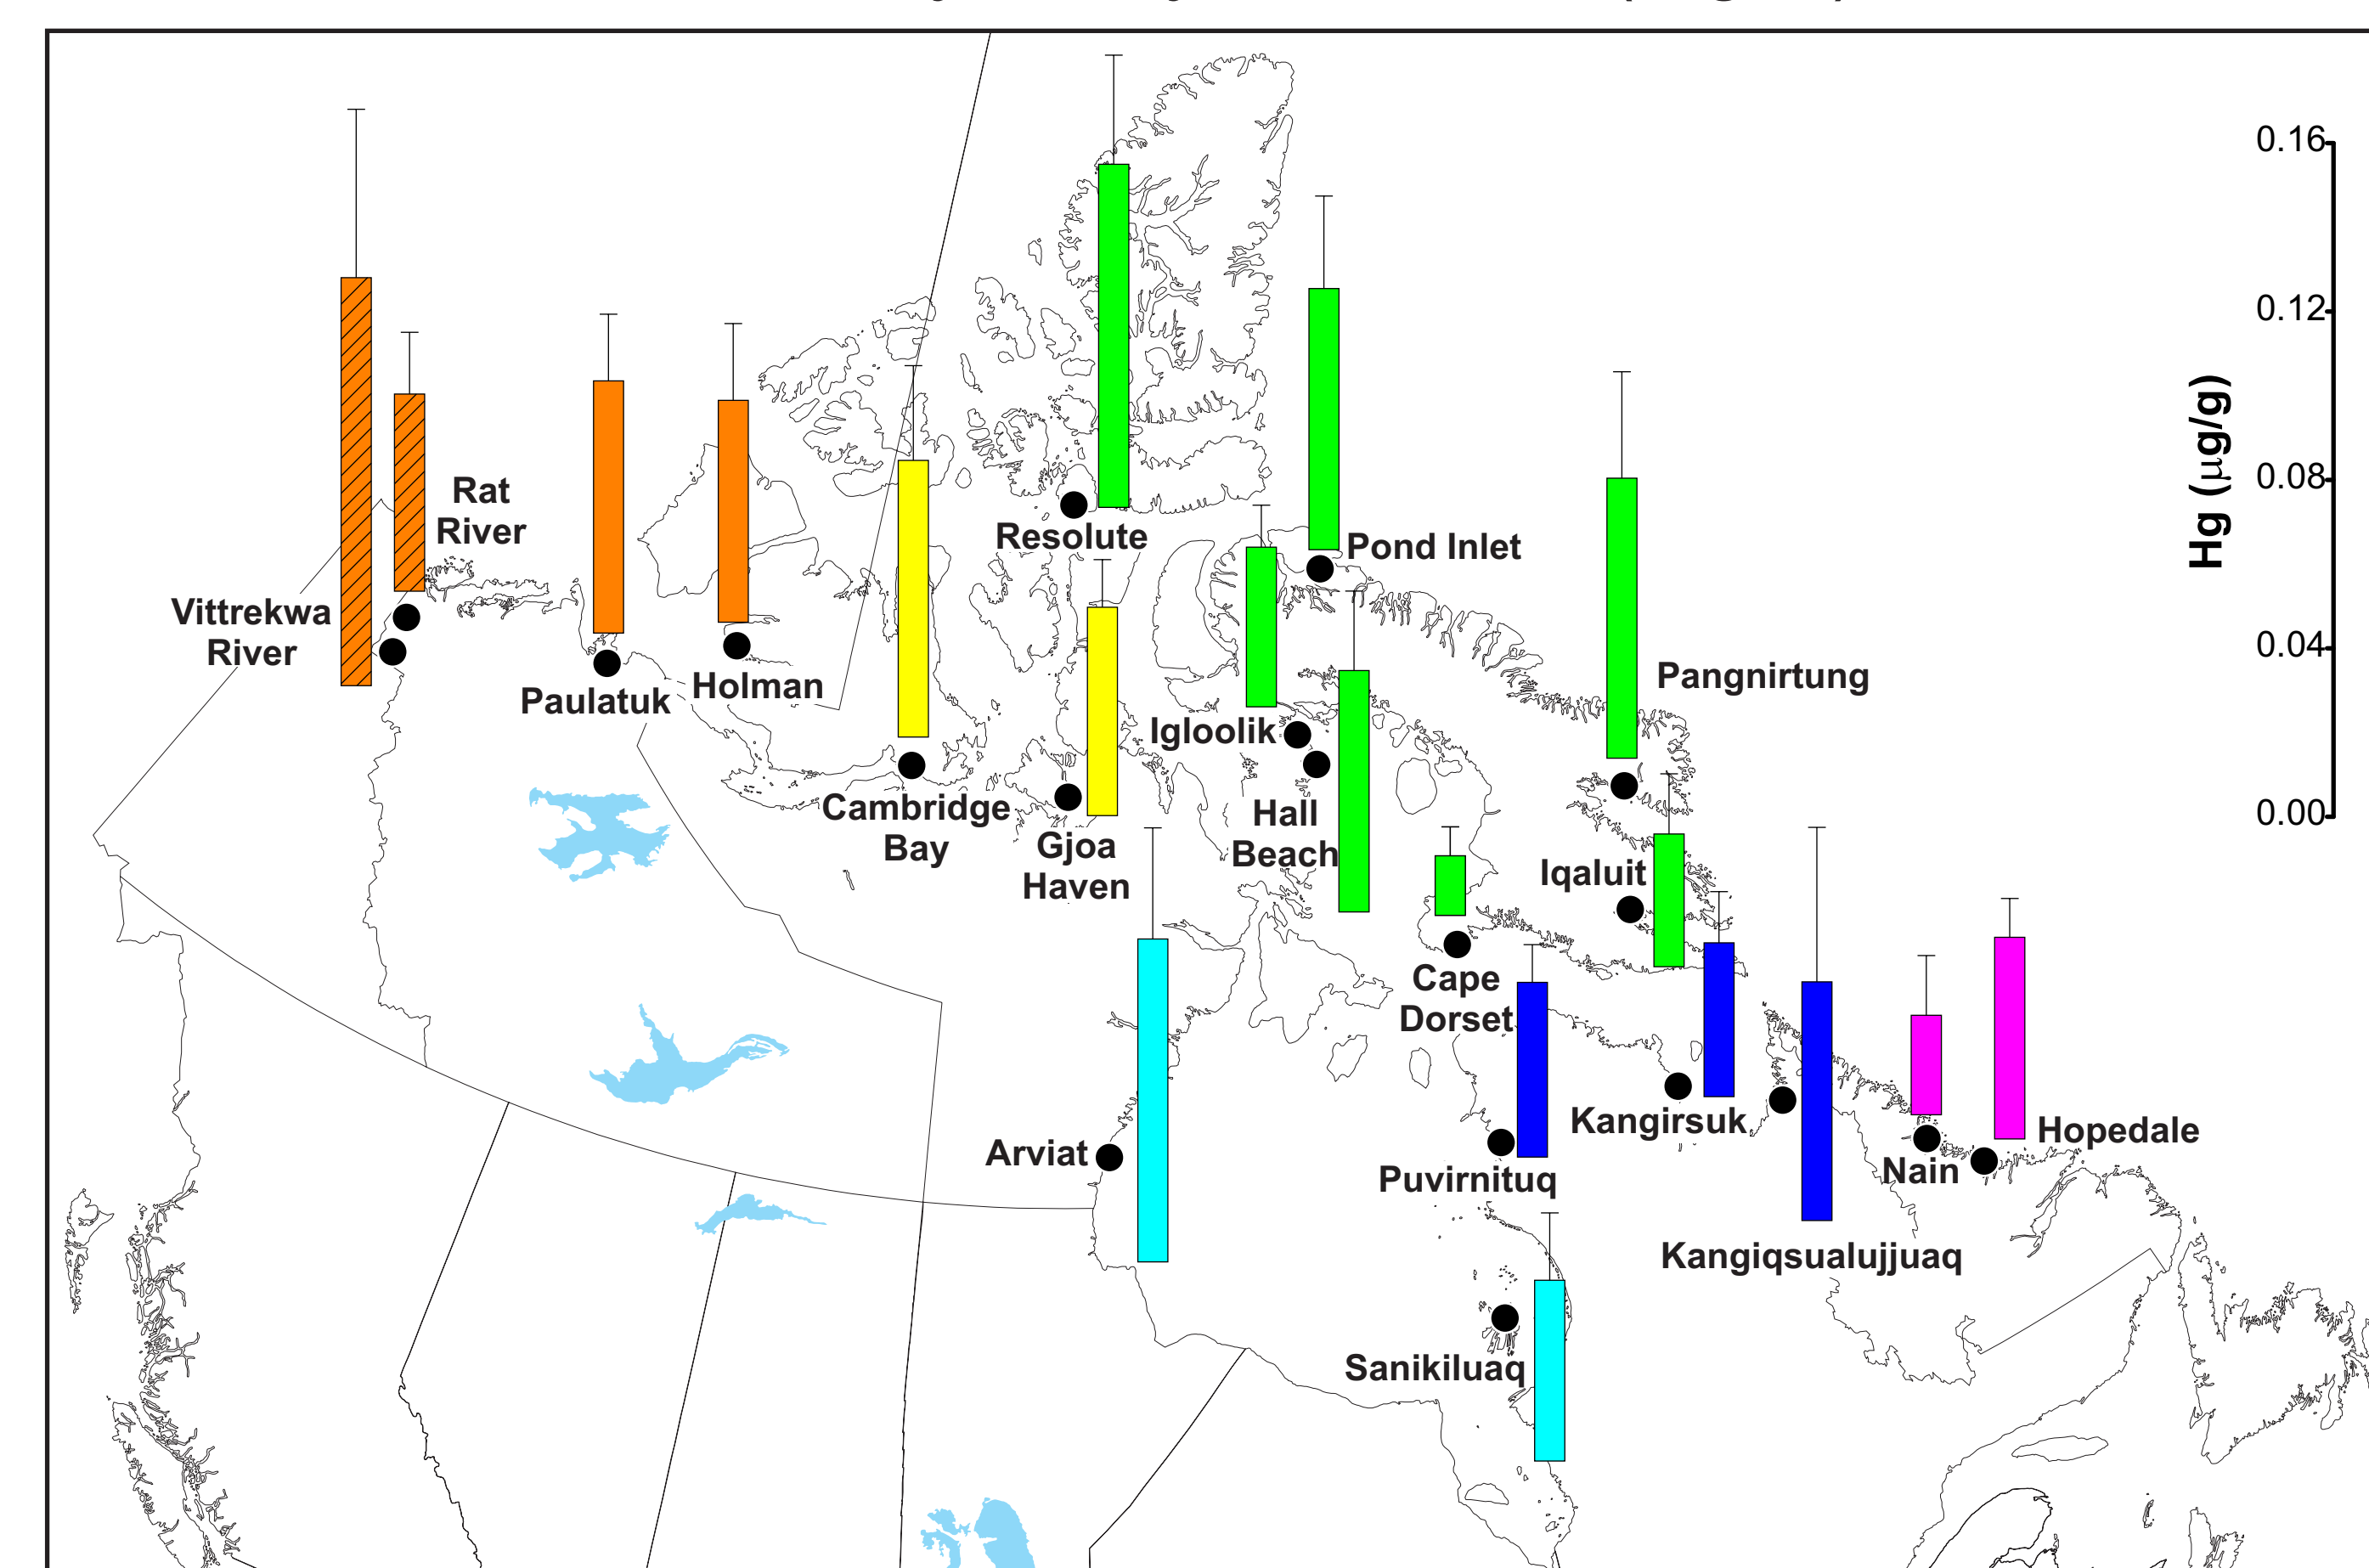 0.16
0.12
0.08
0.04
0.00
Hg (µg/g)
Rat
River
Vittrekwa
River
Paulatuk
Holman
Cambridge
Bay
Resolute
Gjoa
Haven
Pond Inlet
Igloolik
Hall
Beach
Pangnirtung
Iqaluit
Cape
Dorset
Arviat
Puvirnituq
Kangirsuk
Kangiqsualujjuaq
Nain
Hopedale
Sanikiluaq